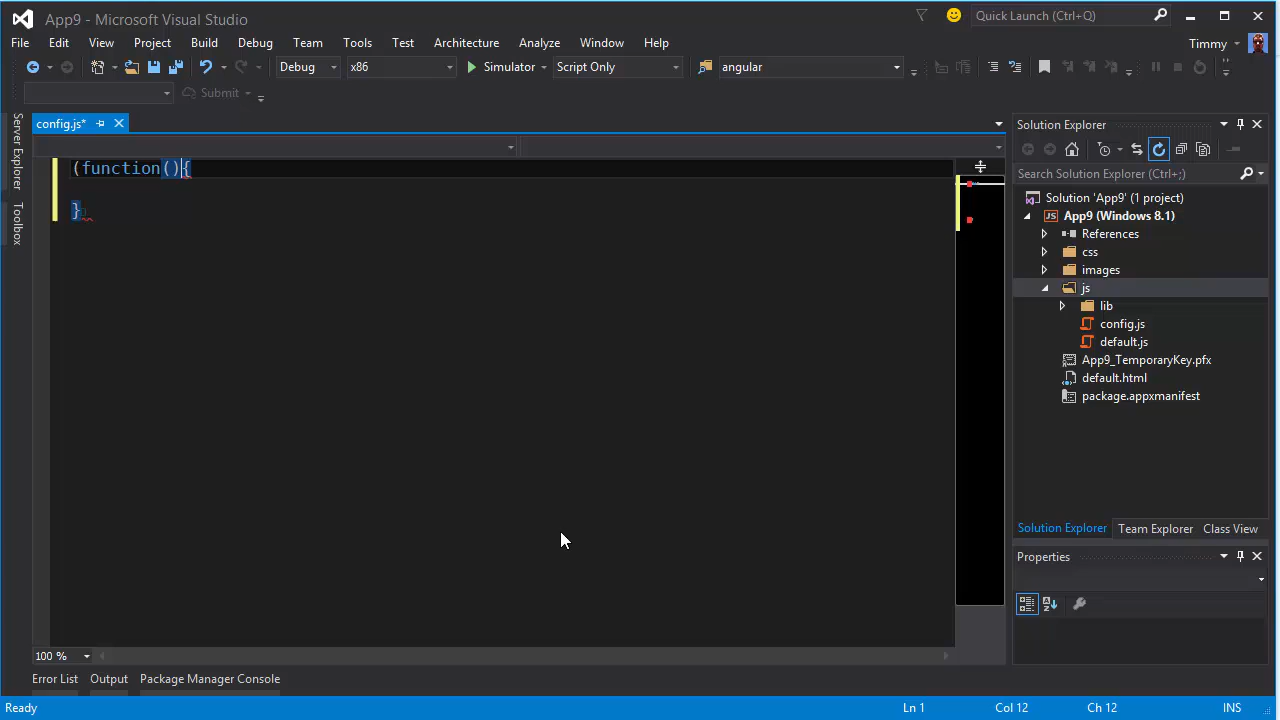 App9 - Microsoft Visual Studio
Quick Launch (Ctrl+Q)
File Edit View Project Build Debug Team Tools Test Architecture Analyze Window Help
Timmy
Debug x86 Simulator Script Only angular
Submit
Server Explorer
Toolbox
config.js*
(function(){
}
100 %
Solution Explorer
Search Solution Explorer (Ctrl+;)
Solution 'App9' (1 project)
App9 (Windows 8.1)
References
css
images
js
lib
config.js
default.js
App9_TemporaryKey.pfx
default.html
package.appxmanifest
Solution Explorer Team Explorer Class View
Properties
Error List Output Package Manager Console
Ready Ln 1 Col 12 Ch 12 INS